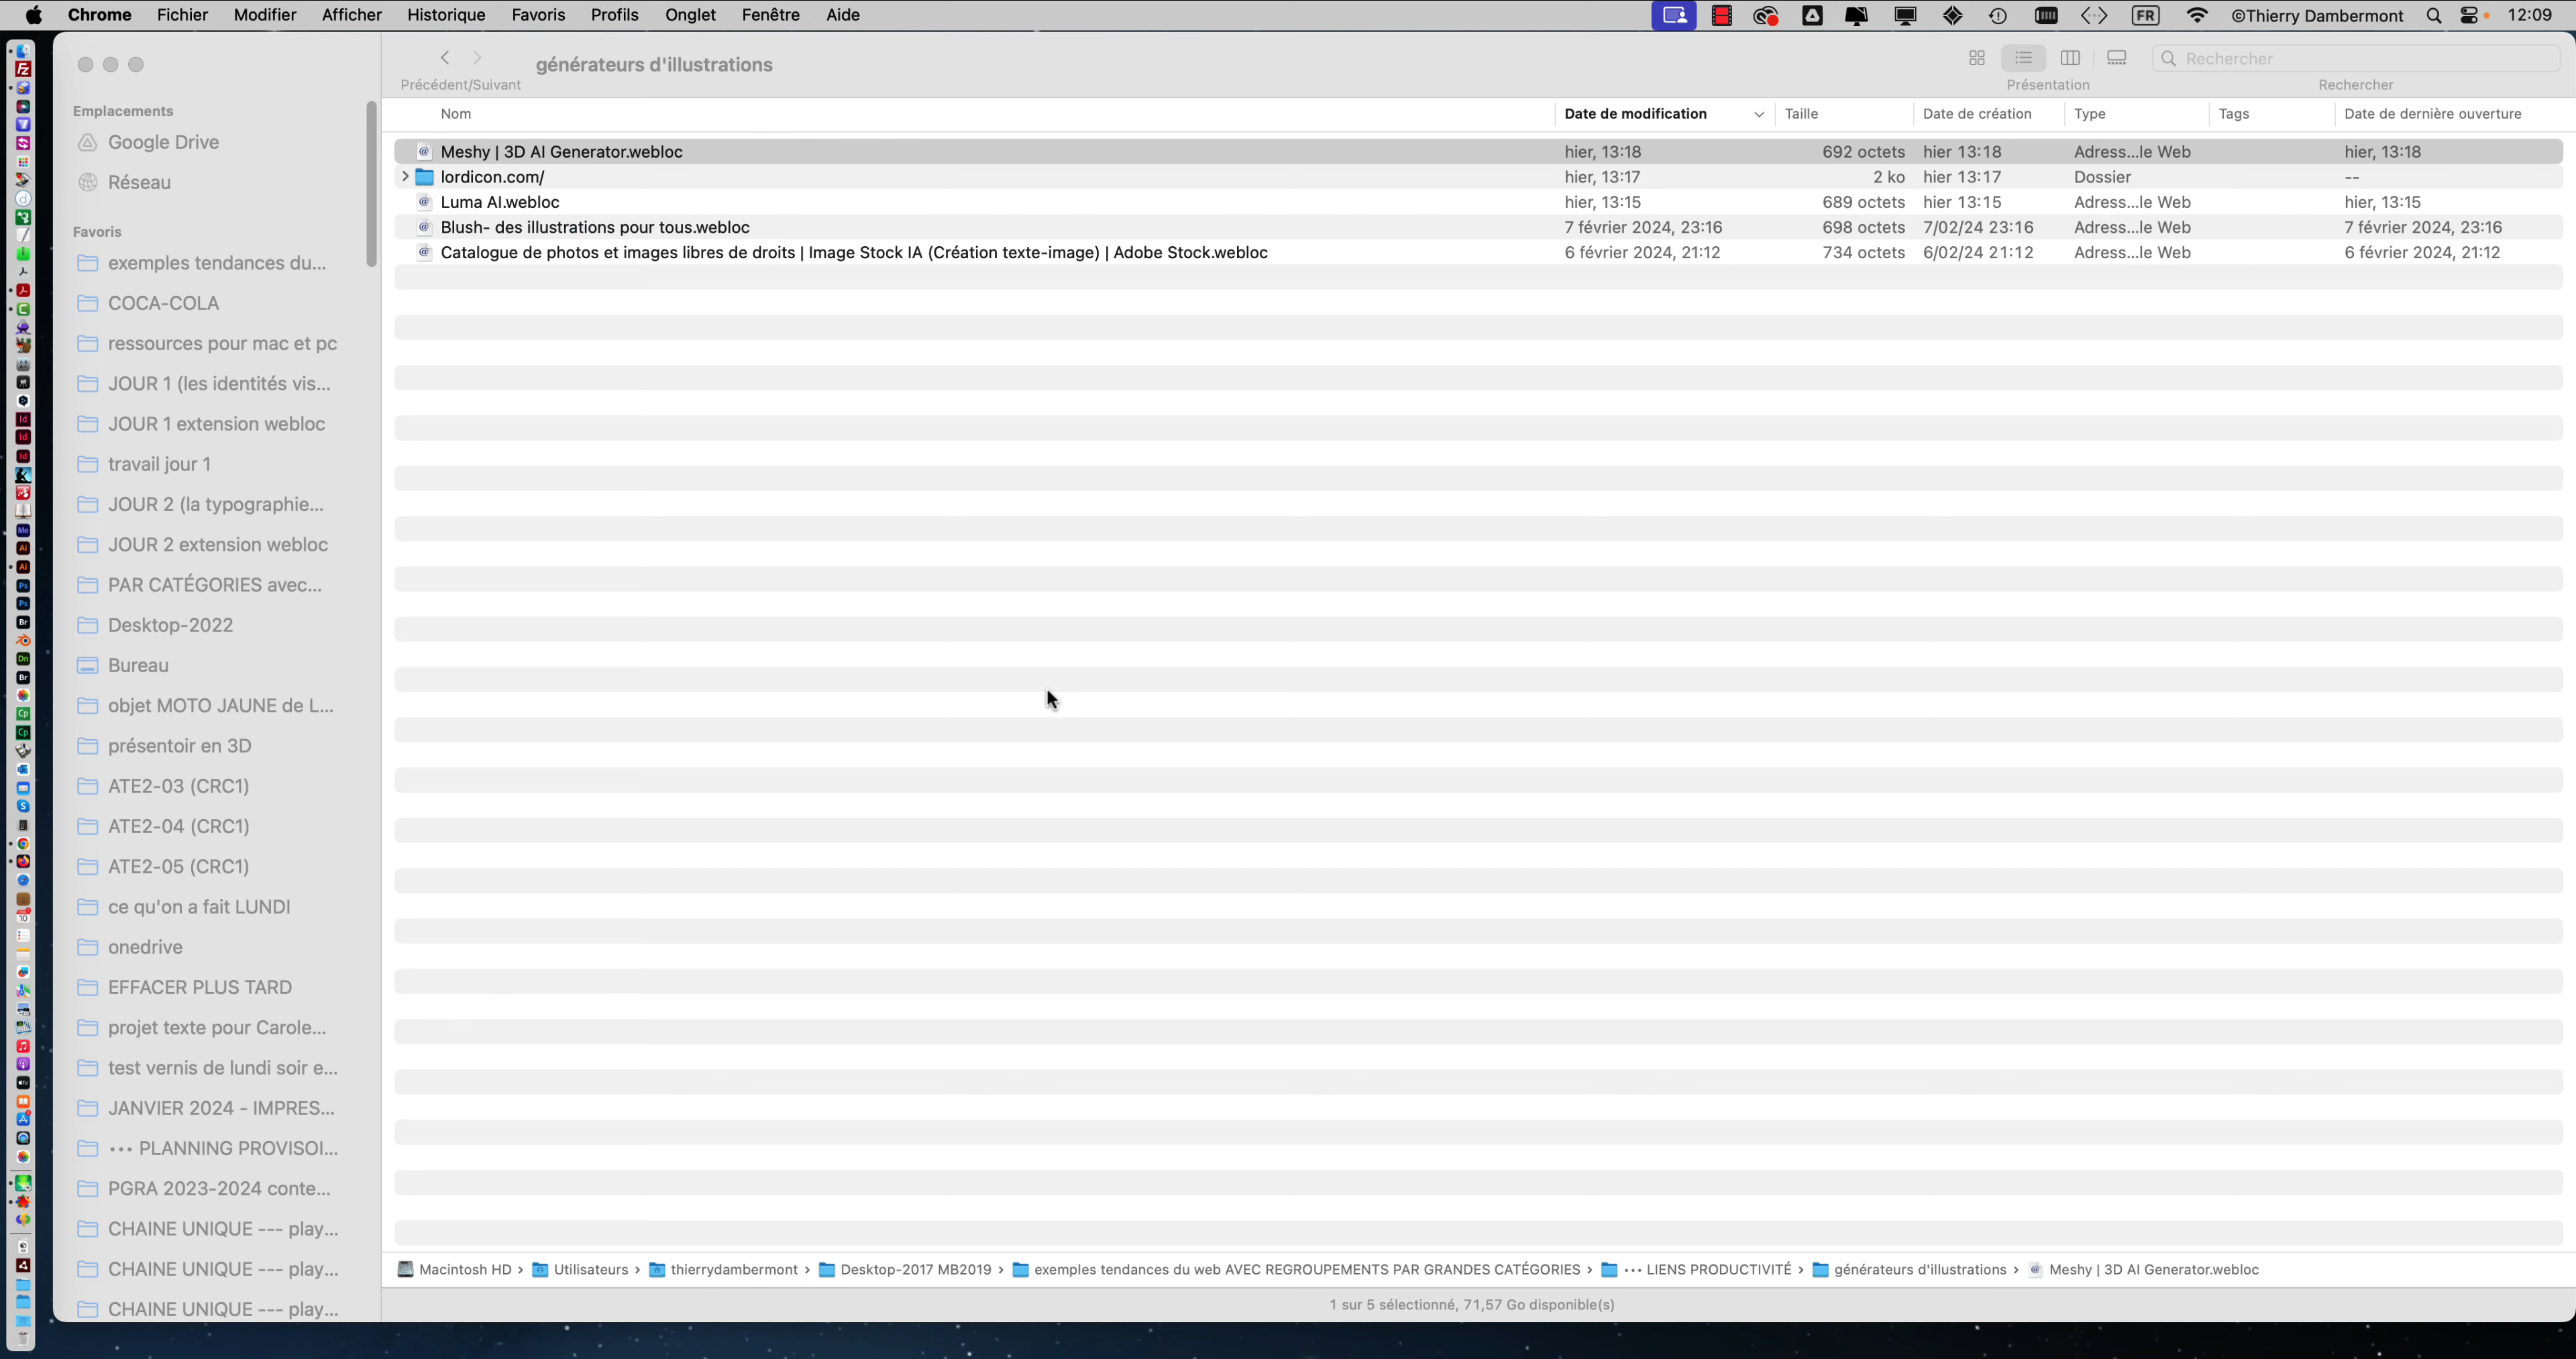 Chrome Fichier Modifier Afficher Historique Favoris Profils Onglet Fenêtre Aide FR ©Thierry Dambermont 12:09
générateurs d'illustrations
Précédent/Suivant
Présentation
Rechercher
Rechercher
Emplacements
Google Drive
Réseau
Favoris
exemples tendances du...
COCA-COLA
ressources pour mac et pc
JOUR 1 (les identités vis...
JOUR 1 extension webloc
travail jour 1
JOUR 2 (la typographie...
JOUR 2 extension webloc
PAR CATÉGORIES avec...
Desktop-2022
Bureau
objet MOTO JAUNE de L...
présentoir en 3D
ATE2-03 (CRC1)
ATE2-04 (CRC1)
ATE2-05 (CRC1)
ce qu'on a fait LUNDI
onedrive
EFFACER PLUS TARD
projet texte pour Carole...
test vernis de lundi soir e...
JANVIER 2024 - IMPRES...
••• PLANNING PROVISOI...
PGRA 2023-2024 conte...
CHAINE UNIQUE --- play...
CHAINE UNIQUE --- play...
CHAINE UNIQUE --- play...
Nom Date de modification Taille Date de création Type Tags Date de dernière ouverture
Meshy | 3D AI Generator.webloc hier, 13:18 692 octets hier 13:18 Adress...le Web hier, 13:18
lordicon.com/ hier, 13:17 2 ko hier 13:17 Dossier --
Luma AI.webloc hier, 13:15 689 octets hier 13:15 Adress...le Web hier, 13:15
Blush- des illustrations pour tous.webloc 7 février 2024, 23:16 698 octets 7/02/24 23:16 Adress...le Web 7 février 2024, 23:16
Catalogue de photos et images libres de droits | Image Stock IA (Création texte-image) | Adobe Stock.webloc 6 février 2024, 21:12 734 octets 6/02/24 21:12 Adress...le Web 6 février 2024, 21:12
Macintosh HD › Utilisateurs › thierrydambermont › Desktop-2017 MB2019 › exemples tendances du web AVEC REGROUPEMENTS PAR GRANDES CATÉGORIES › ••• LIENS PRODUCTIVITÉ › générateurs d'illustrations › Meshy | 3D AI Generator.webloc
1 sur 5 sélectionné, 71,57 Go disponible(s)